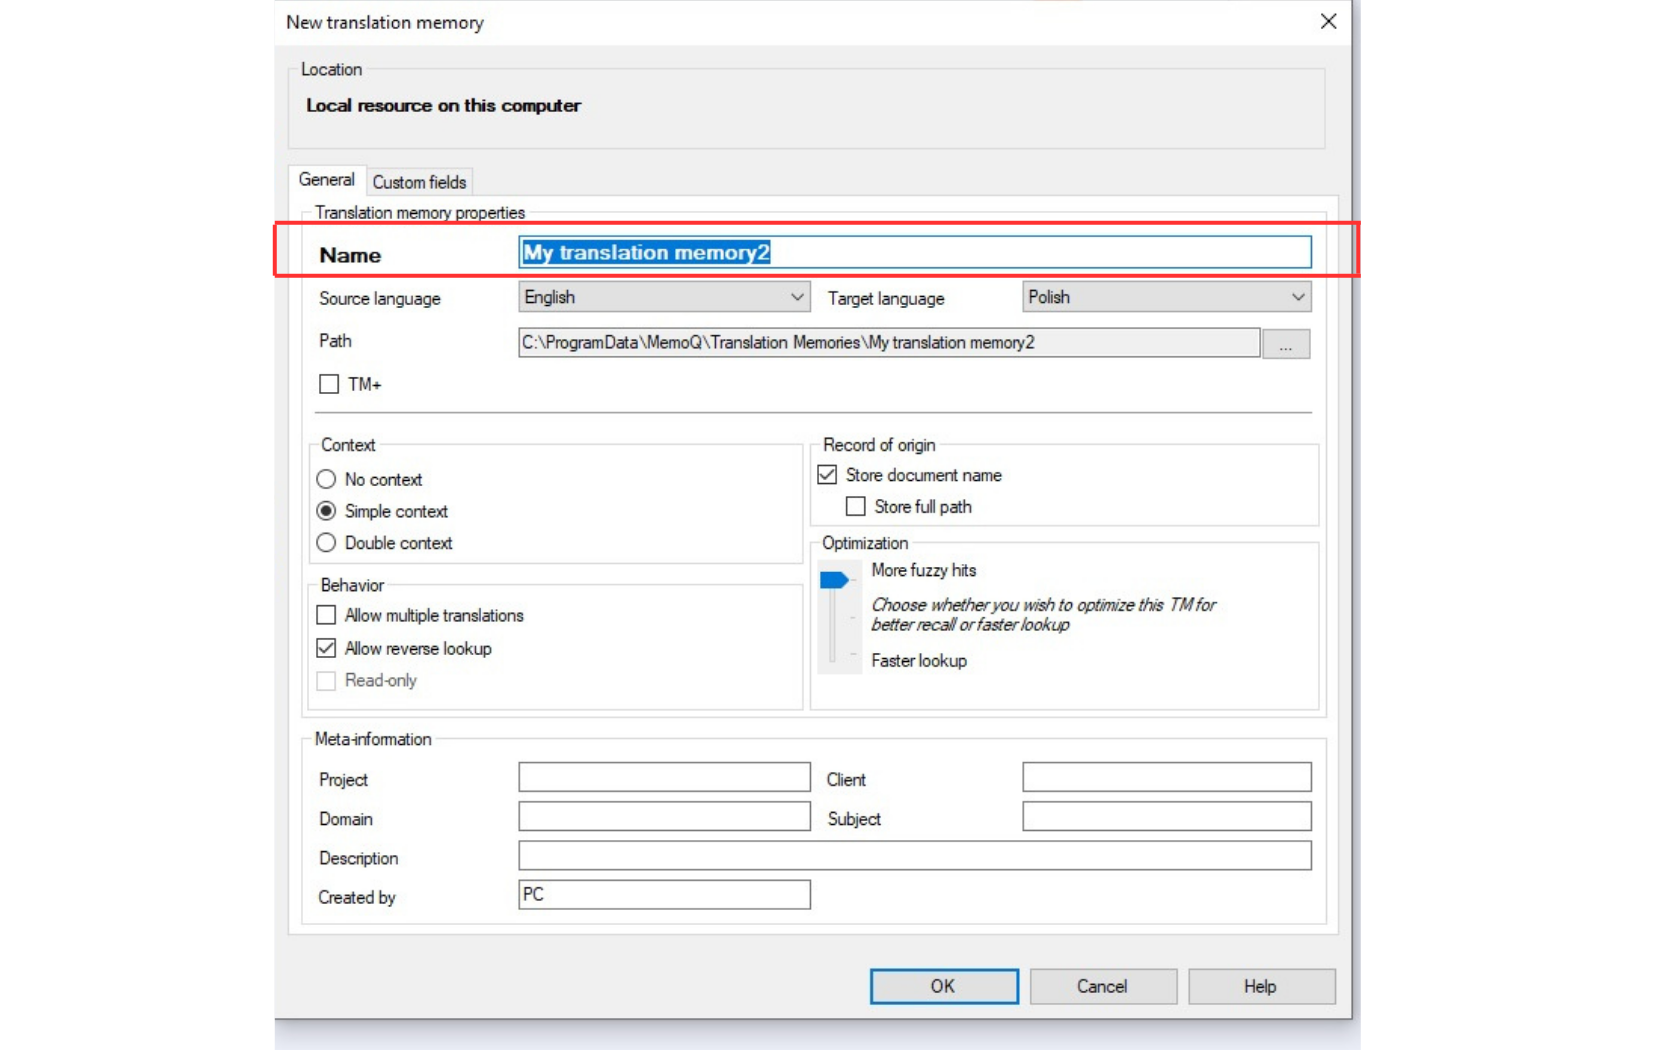 New translation memory
Location
Local resource on this computer
General Custom fields
Translation memory properties
Name My translation memory2
Source language English Target language Polish
Path C:\ProgramData\MemoQ\Translation Memories\My translation memory2 ...
TM+
Context
No context
Simple context
Double context
Record of origin
Store document name
Store full path
Behavior
Allow multiple translations
Allow reverse lookup
Read-only
Optimization
More fuzzy hits
Choose whether you wish to optimize this TM for
better recall or faster lookup
Faster lookup
Meta-information
Project Client
Domain Subject
Description
Created by PC
OK Cancel Help